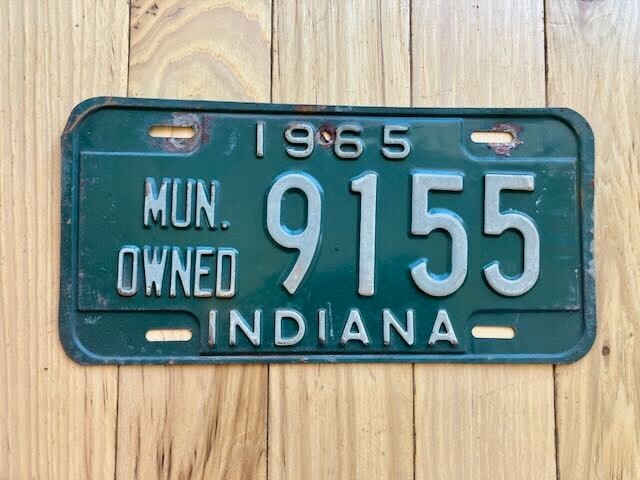 1965
MUN.
OWNED
9155
INDIANA